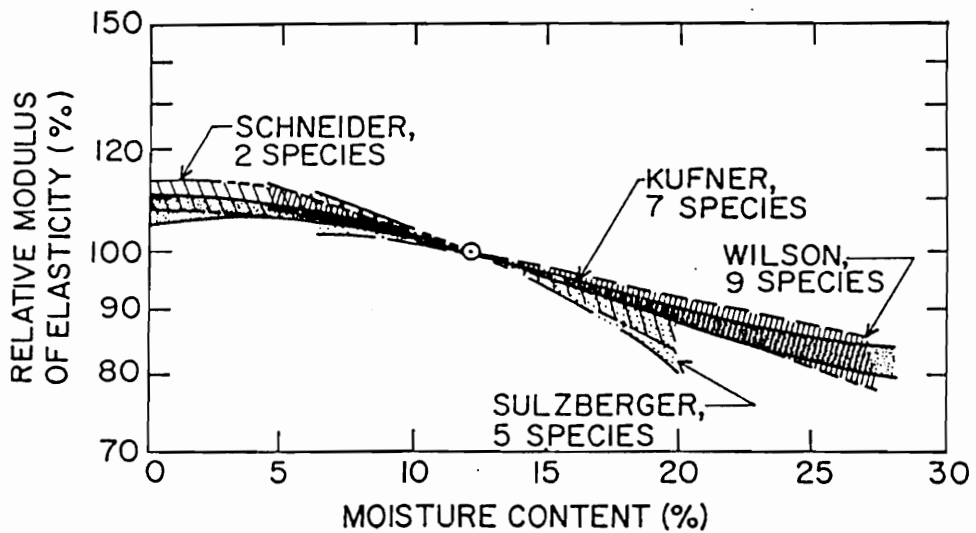 RELATIVE MODULUS
OF ELASTICITY (%)
150
120
100
90
80
70
SCHNEIDER,
2 SPECIES
KUFNER,
7 SPECIES
WILSON,
9 SPECIES
SULZBERGER,
5 SPECIES
0 5 10 15 20 25 30
MOISTURE CONTENT (%)